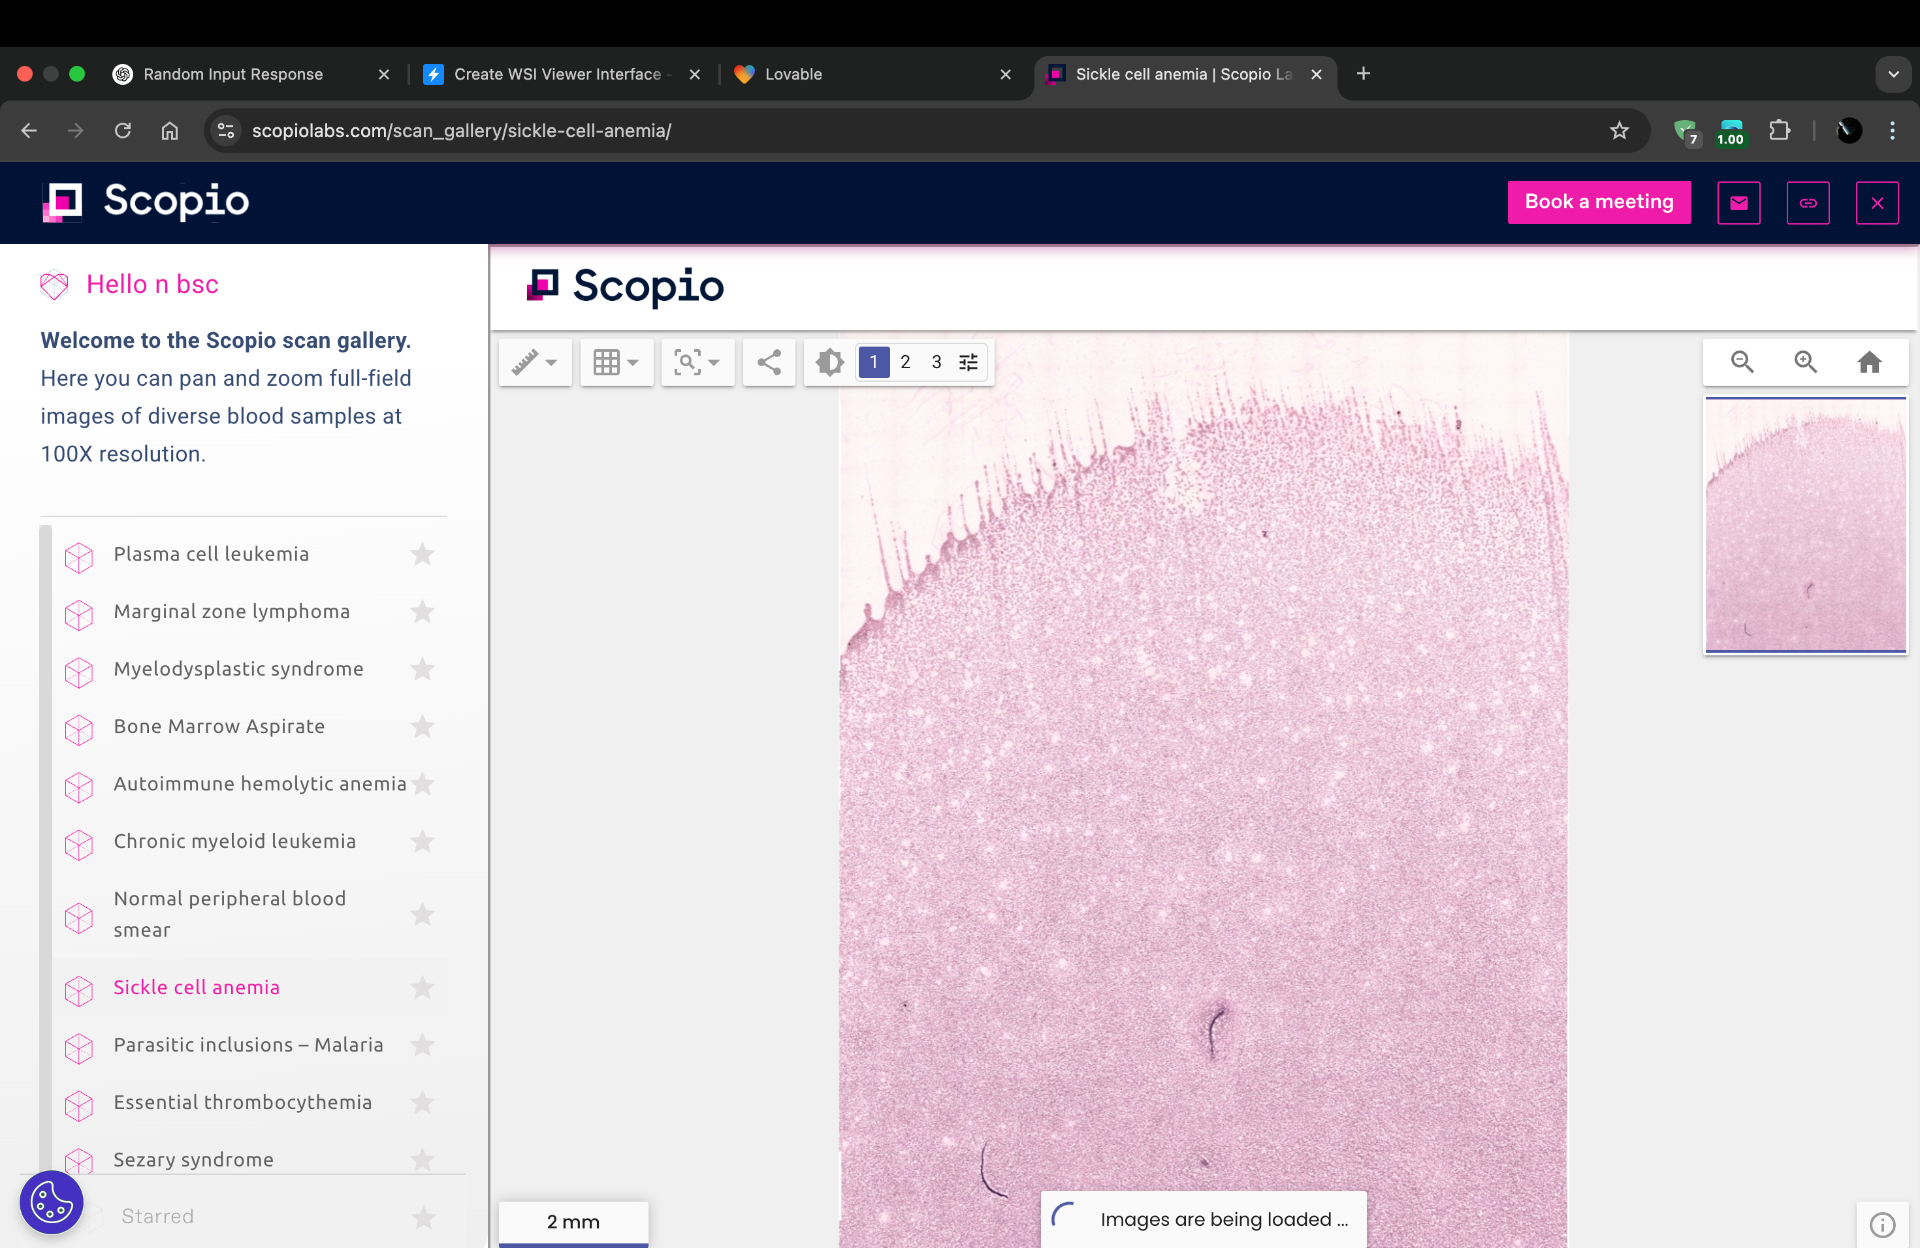 Random Input Response
Create WSI Viewer Interface
Lovable
Sickle cell anemia | Scopio La
scopiolabs.com/scan_gallery/sickle-cell-anemia/
7
1.00
Scopio
Book a meeting
Hello n bsc
Welcome to the Scopio scan gallery.
Here you can pan and zoom full-field
images of diverse blood samples at
100X resolution.
Plasma cell leukemia
Marginal zone lymphoma
Myelodysplastic syndrome
Bone Marrow Aspirate
Autoimmune hemolytic anemia
Chronic myeloid leukemia
Normal peripheral blood
smear
Sickle cell anemia
Parasitic inclusions – Malaria
Essential thrombocythemia
Sezary syndrome
Starred
Scopio
1 2 3
2 mm
Images are being loaded ...